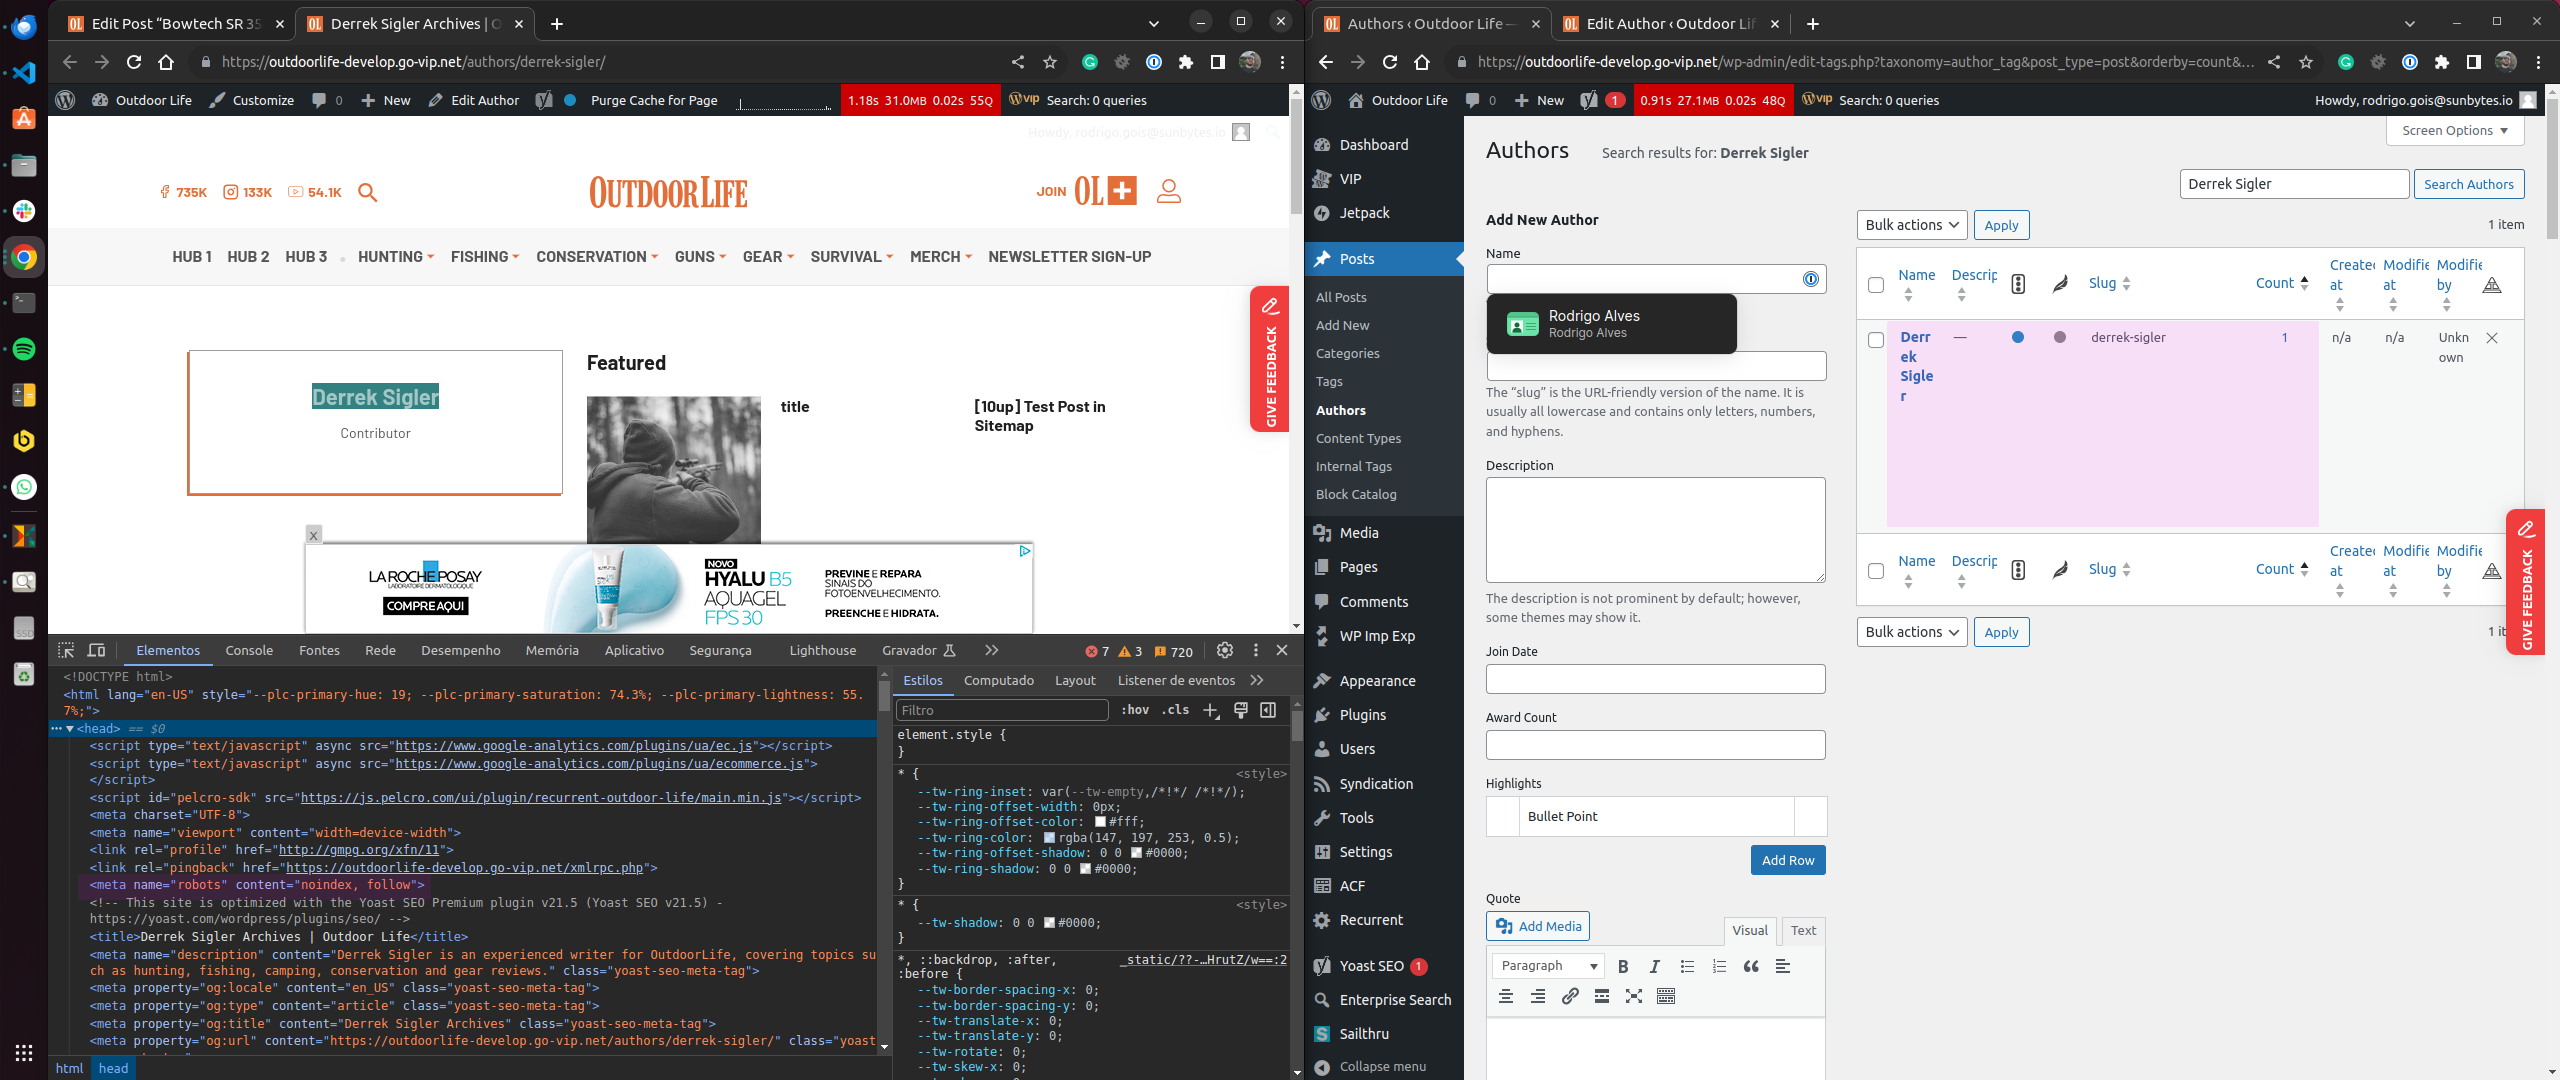 Edit Post “Bowtech SR 35
Derrek Sigler Archives | O
https://outdoorlife-develop.go-vip.net/authors/derrek-sigler/
Outdoor Life
Customize
0
New
Edit Author
Purge Cache for Page
1.18s 31.0MB 0.02s 55Q
VIP
Search: 0 queries
Howdy, rodrigo.gois@sunbytes.io
735K
133K
54.1K
OUTDOOR LIFE
JOIN OL+
HUB 1
HUB 2
HUB 3
HUNTING
FISHING
CONSERVATION
GUNS
GEAR
SURVIVAL
MERCH
NEWSLETTER SIGN-UP
GIVE FEEDBACK
Derrek Sigler
Contributor
Featured
title
[10up] Test Post in
Sitemap
X
LA ROCHE POSAY
LABORATOIRE DERMATOLOGIQUE
COMPRE AQUI
NOVO
HYALU B5
AQUAGEL
FPS 30
PREVINE E REPARA
SINAIS DO
FOTOENVELHECIMENTO.
PREENCHE E HIDRATA.
Elementos
Console
Fontes
Rede
Desempenho
Memória
Aplicativo
Segurança
Lighthouse
Gravador
7
3
720
<!DOCTYPE html>
<html lang="en-US" style="--plc-primary-hue: 19; --plc-primary-saturation: 74.3%; --plc-primary-lightness: 55.
7%;">
<head> == $0
<script type="text/javascript" async src="https://www.google-analytics.com/plugins/ua/ec.js"></script>
<script type="text/javascript" async src="https://www.google-analytics.com/plugins/ua/ecommerce.js">
</script>
<script id="pelcro-sdk" src="https://js.pelcro.com/ui/plugin/recurrent-outdoor-life/main.min.js"></script>
<meta charset="UTF-8">
<meta name="viewport" content="width=device-width">
<link rel="profile" href="http://gmpg.org/xfn/11">
<link rel="pingback" href="https://outdoorlife-develop.go-vip.net/xmlrpc.php">
<meta name="robots" content="noindex, follow">
<!-- This site is optimized with the Yoast SEO Premium plugin v21.5 (Yoast SEO v21.5) -
https://yoast.com/wordpress/plugins/seo/ -->
<title>Derrek Sigler Archives | Outdoor Life</title>
<meta name="description" content="Derrek Sigler is an experienced writer for OutdoorLife, covering topics su
ch as hunting, fishing, camping, conservation and gear reviews." class="yoast-seo-meta-tag">
<meta property="og:locale" content="en_US" class="yoast-seo-meta-tag">
<meta property="og:type" content="article" class="yoast-seo-meta-tag">
<meta property="og:title" content="Derrek Sigler Archives" class="yoast-seo-meta-tag">
<meta property="og:url" content="https://outdoorlife-develop.go-vip.net/authors/derrek-sigler/" class="yoast
html
head
Estilos
Computado
Layout
Listener de eventos
Filtro
:hov
.cls
element.style {
}
* {
<style>
--tw-ring-inset: var(--tw-empty,/*!*/ /*!*/);
--tw-ring-offset-width: 0px;
--tw-ring-offset-color: #fff;
--tw-ring-color: rgba(147, 197, 253, 0.5);
--tw-ring-offset-shadow: 0 0 #0000;
--tw-ring-shadow: 0 0 #0000;
}
* {
<style>
--tw-shadow: 0 0 #0000;
}
*, ::backdrop, :after,
_static/??-…HrutZ/w==:2
:before {
--tw-border-spacing-x: 0;
--tw-border-spacing-y: 0;
--tw-translate-x: 0;
--tw-translate-y: 0;
--tw-rotate: 0;
--tw-skew-x: 0;
Authors ‹ Outdoor Life —
Edit Author ‹ Outdoor Lif
https://outdoorlife-develop.go-vip.net/wp-admin/edit-tags.php?taxonomy=author_tag&post_type=post&orderby=count&…
Outdoor Life
0
New
1
0.91s 27.1MB 0.02s 48Q
VIP
Search: 0 queries
Howdy, rodrigo.gois@sunbytes.io
Dashboard
VIP
Jetpack
Posts
All Posts
Add New
Categories
Tags
Authors
Content Types
Internal Tags
Block Catalog
Media
Pages
Comments
WP Imp Exp
Appearance
Plugins
Users
Syndication
Tools
Settings
ACF
Recurrent
Yoast SEO 1
Enterprise Search
Sailthru
Collapse menu
Screen Options
Authors
Search results for: Derrek Sigler
Derrek Sigler
Search Authors
Add New Author
Name
Rodrigo Alves
Rodrigo Alves
The “slug” is the URL-friendly version of the name. It is
usually all lowercase and contains only letters, numbers,
and hyphens.
Description
The description is not prominent by default; however,
some themes may show it.
Join Date
Award Count
Highlights
Bullet Point
Add Row
Quote
Add Media
Visual
Text
Paragraph
Bulk actions
Apply
1 item
Name
Descrip
Slug
Count
Created
at
Modifie
at
Modifie
by
Derr
ek
Sigle
r
—
derrek-sigler
1
n/a
n/a
Unkn
own
Name
Descrip
Slug
Count
Created
at
Modifie
at
Modifie
by
Bulk actions
Apply
1 it
GIVE FEEDBACK